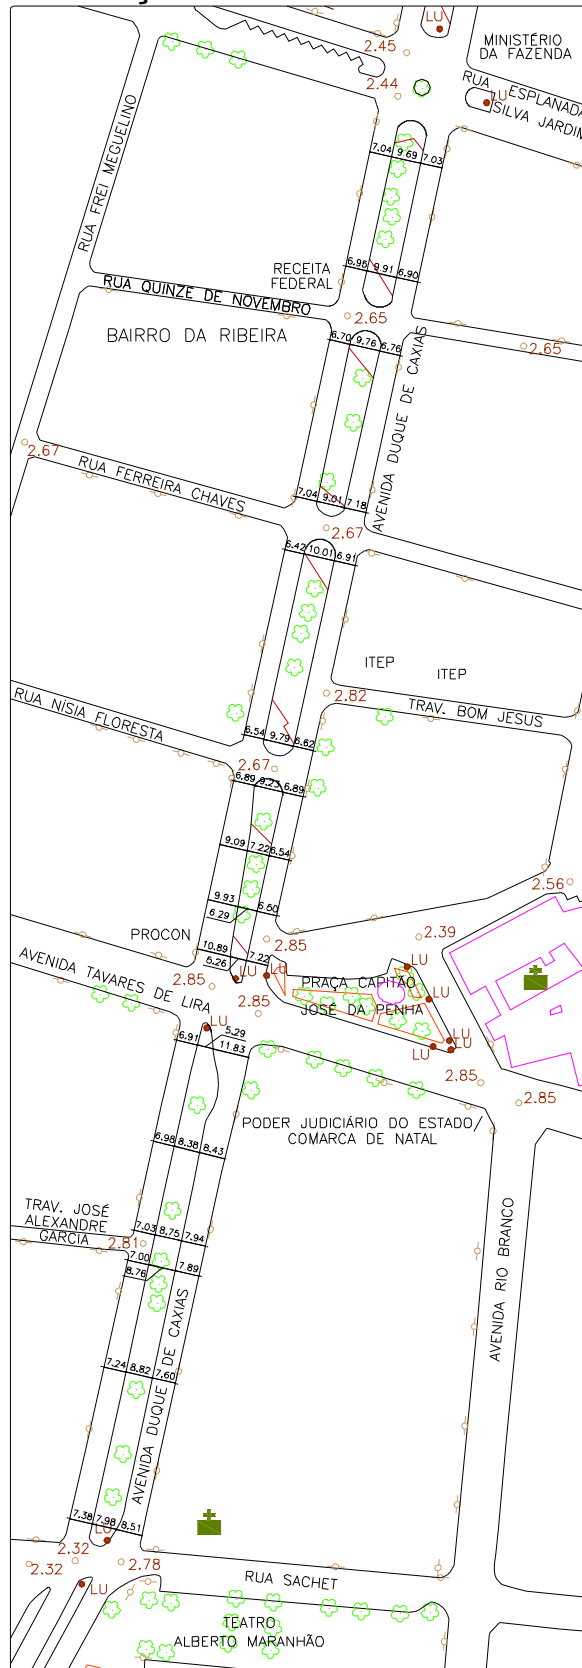 LU
2.45
MINISTÉRIO
DA FAZENDA
2.44
RUA ESPLANADA
SILVA JARDIM
LU
7.04 9.69 7.03
RUA FREI MEGUELINO
6.95 9.91 6.90
RECEITA
FEDERAL
RUA QUINZE DE NOVEMBRO
2.65
BAIRRO DA RIBEIRA
6.70 9.76 6.76
2.65
AVENIDA DUQUE DE CAXIAS
2.67
RUA FERREIRA CHAVES
7.04 9.01 7.18
2.67
6.42 10.01 6.91
ITEP
ITEP
2.82
RUA NISIA FLORESTA
TRAV. BOM JESUS
6.54 9.79 6.62
2.67
6.89 9.23 6.89
9.09 7.22 6.54
2.56
9.93 6.50
6.29
PROCON
2.85
2.39
10.89 7.22
5.26
AVENIDA TAVARES DE LIRA
2.85
LU
LU
LU
PRAÇA CAPITÃO
JOSÉ DA PENHA
LU
2.85
LU
5.29
LU
LU
LU
6.91 11.83
2.85
2.85
PODER JUDICIÁRIO DO ESTADO/
COMARCA DE NATAL
6.98 8.38 8.43
TRAV. JOSÉ
ALEXANDRE
GARCIA
7.03 8.75 7.94
2.81
7.00 7.89
8.76
AVENIDA RIO BRANCO
AVENIDA DUQUE DE CAXIAS
7.24 8.82 7.60
7.38 7.98 8.51
LU
2.32
2.32
2.78
LU
RUA SACHET
TEATRO
ALBERTO MARANHÃO